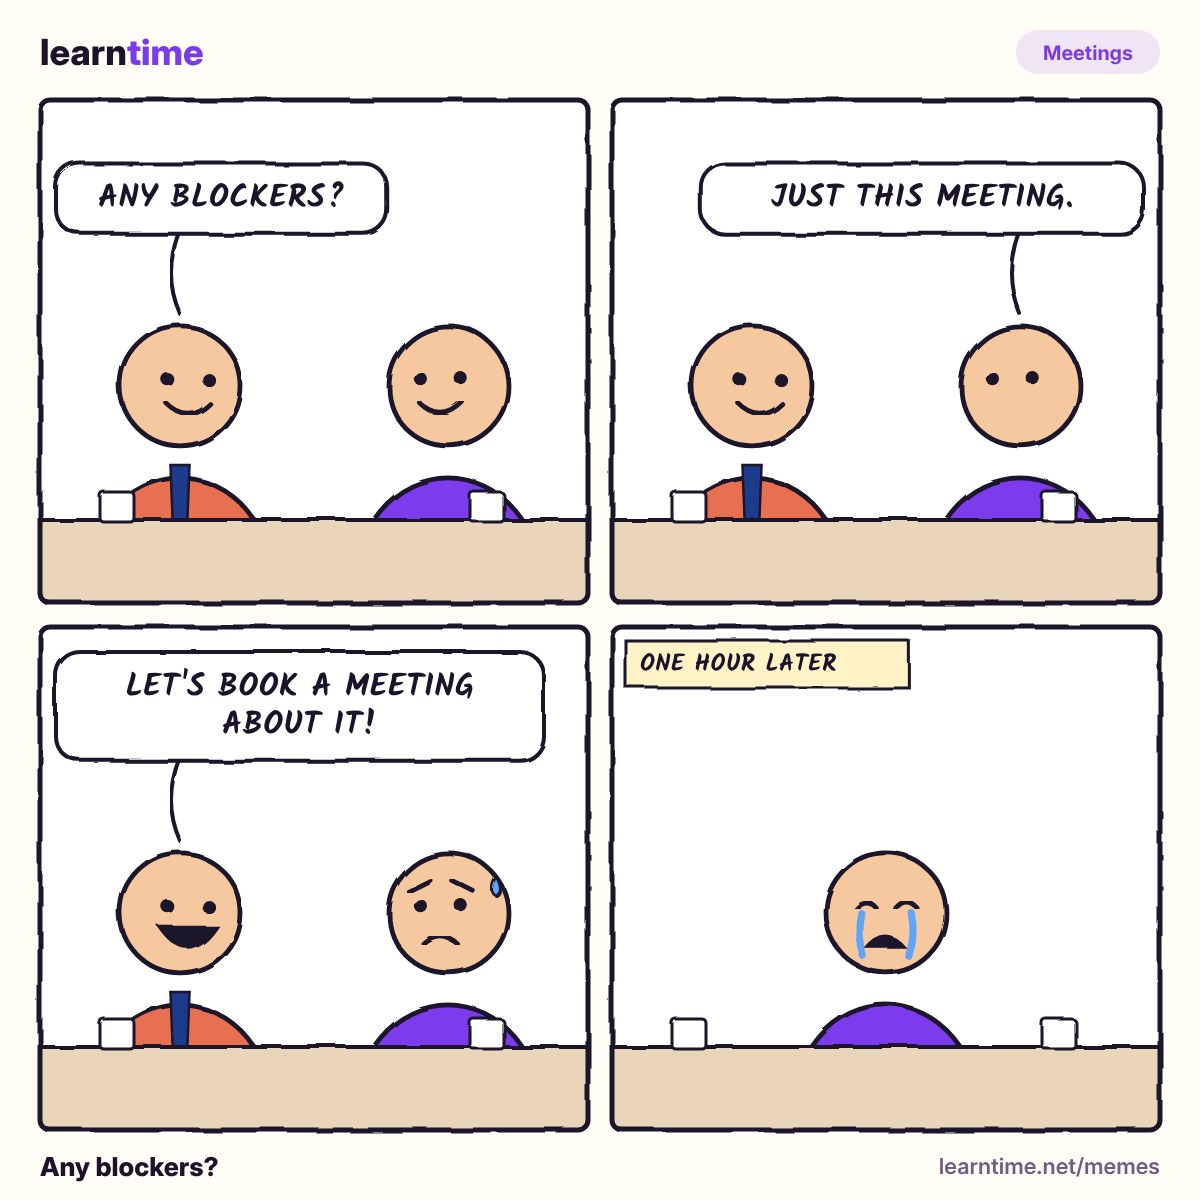 learntime
Meetings
ANY BLOCKERS?
JUST THIS MEETING.
LET'S BOOK A MEETING
ABOUT IT!
ONE HOUR LATER
Any blockers?
learntime.net/memes